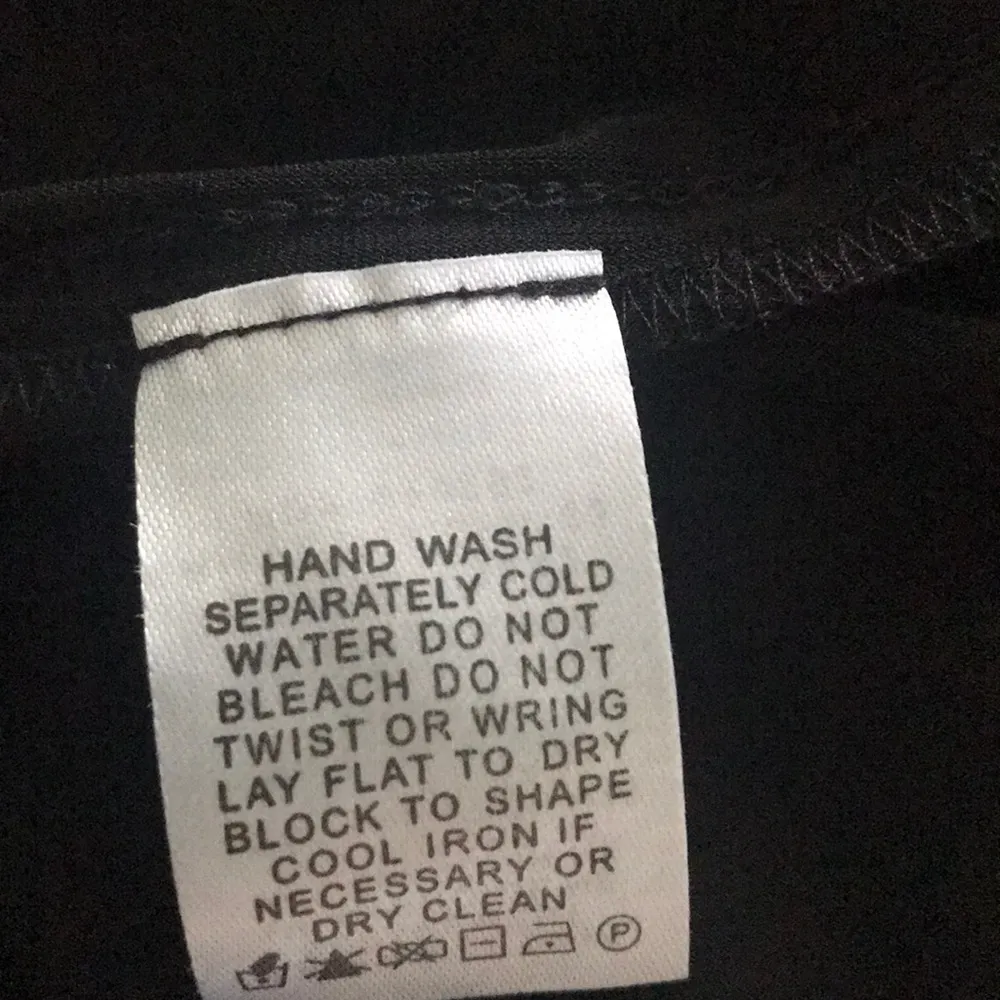 HAND WASH
SEPARATELY COLD
WATER DO NOT
BLEACH DO NOT
TWIST OR WRING
LAY FLAT TO DRY
BLOCK TO SHAPE
COOL IRON IF
NECESSARY OR
DRY CLEAN
P